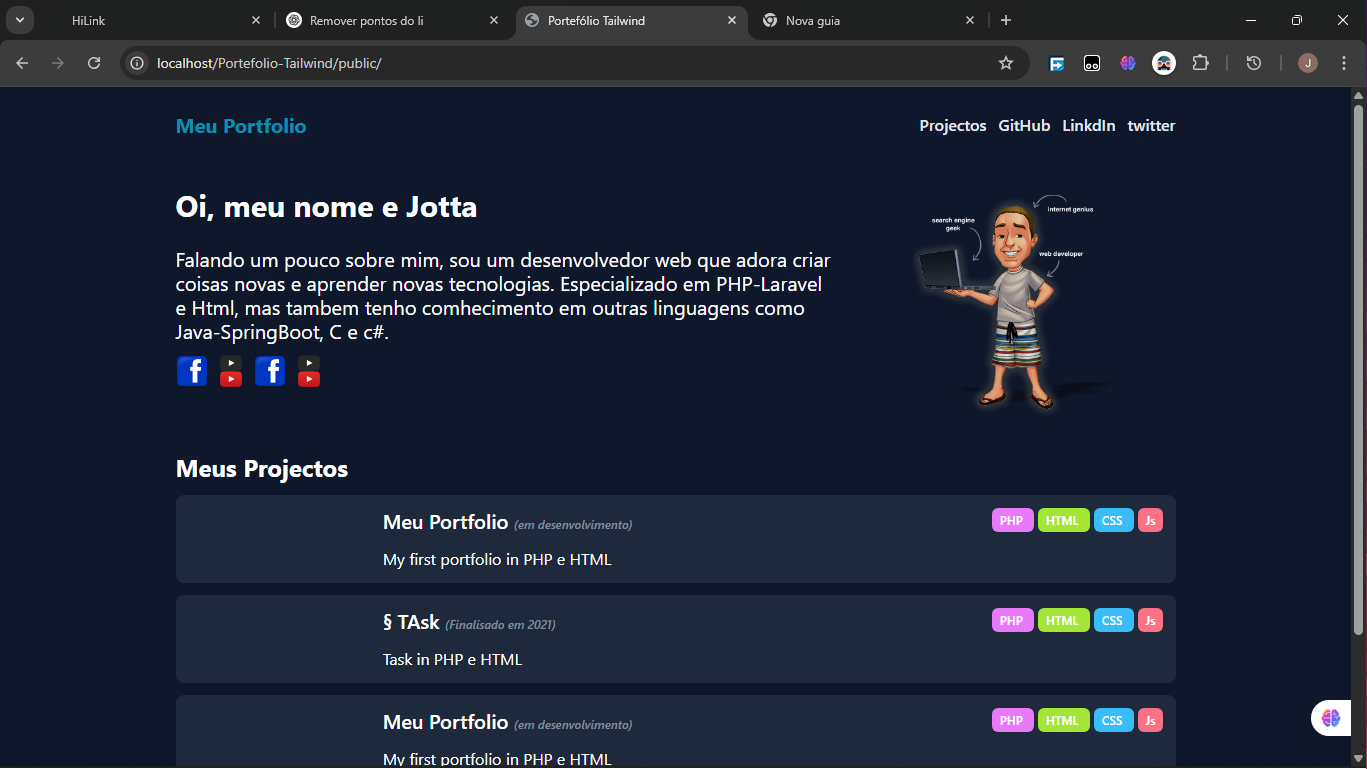 HiLink
Remover pontos do li
Portefólio Tailwind
Nova guia
localhost/Portefolio-Tailwind/public/
J
Meu Portfolio
Projectos GitHub LinkdIn twitter
Oi, meu nome e Jotta
Falando um pouco sobre mim, sou um desenvolvedor web que adora criar
coisas novas e aprender novas tecnologias. Especializado em PHP-Laravel
e Html, mas tambem tenho comhecimento em outras linguagens como
Java-SpringBoot, C e c#.
search engine
geek
internet genius
web developer
Meus Projectos
Meu Portfolio (em desenvolvimento)
PHP HTML CSS Js
My first portfolio in PHP e HTML
§ TAsk (Finalisado em 2021)
PHP HTML CSS Js
Task in PHP e HTML
Meu Portfolio (em desenvolvimento)
PHP HTML CSS Js
My first portfolio in PHP e HTML